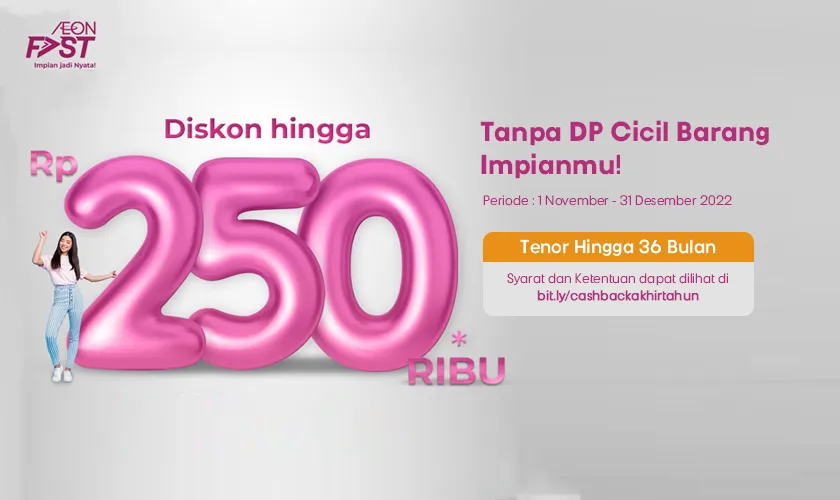 ÆON
FAST
Impian jadi Nyata!
Diskon hingga
Rp
250
*
RIBU
Tanpa DP Cicil Barang
Impianmu!
Periode : 1 November - 31 Desember 2022
Tenor Hingga 36 Bulan
Syarat dan Ketentuan dapat dilihat di
bit.ly/cashbackakhirtahun